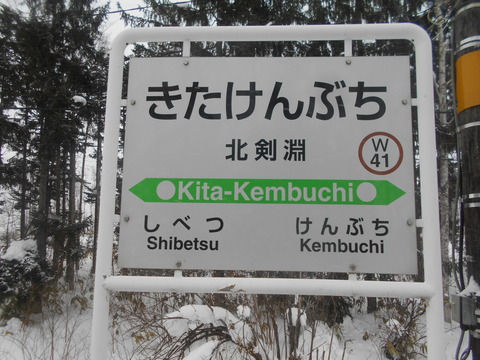 きたけんぶち
北剣淵
W
41
Kita-Kembuchi
しべつ けんぶち
Shibetsu Kembuchi